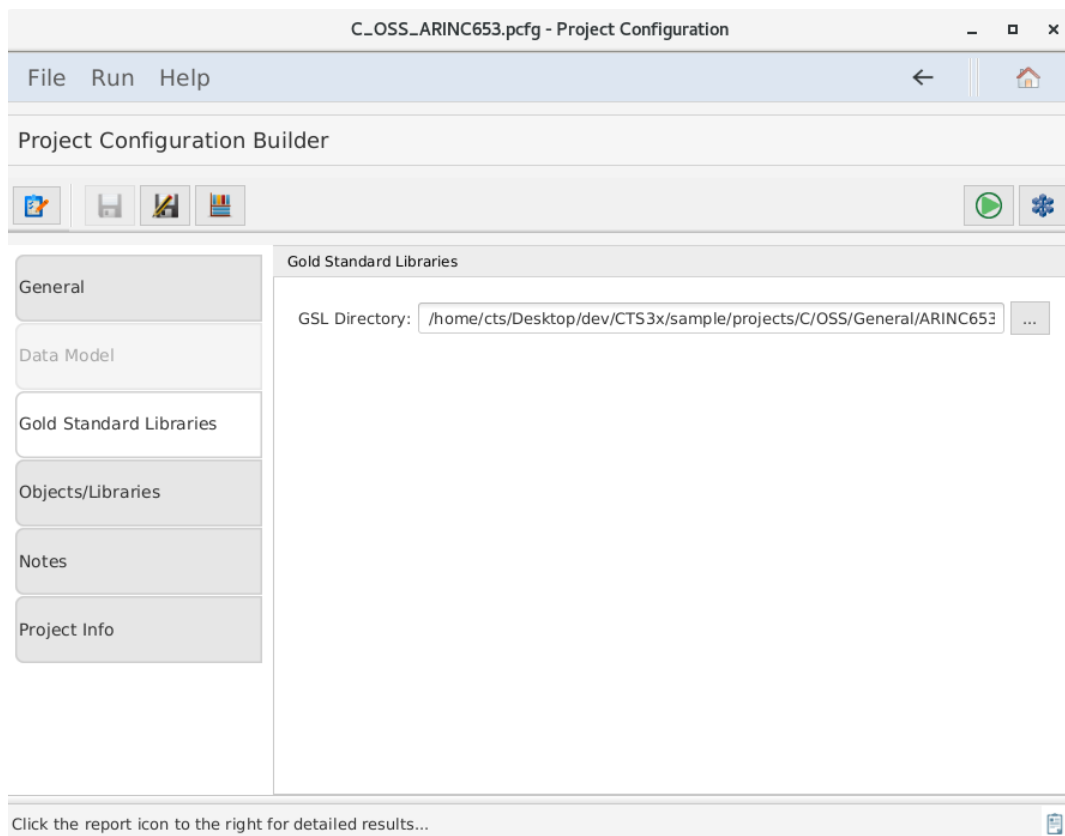 C_OSS_ARINC653.pcfg - Project Configuration
File Run Help
Project Configuration Builder
General
Data Model
Gold Standard Libraries
Objects/Libraries
Notes
Project Info
Gold Standard Libraries
GSL Directory: /home/cts/Desktop/dev/CTS3x/sample/projects/C/OSS/General/ARINC653 ...
Click the report icon to the right for detailed results...